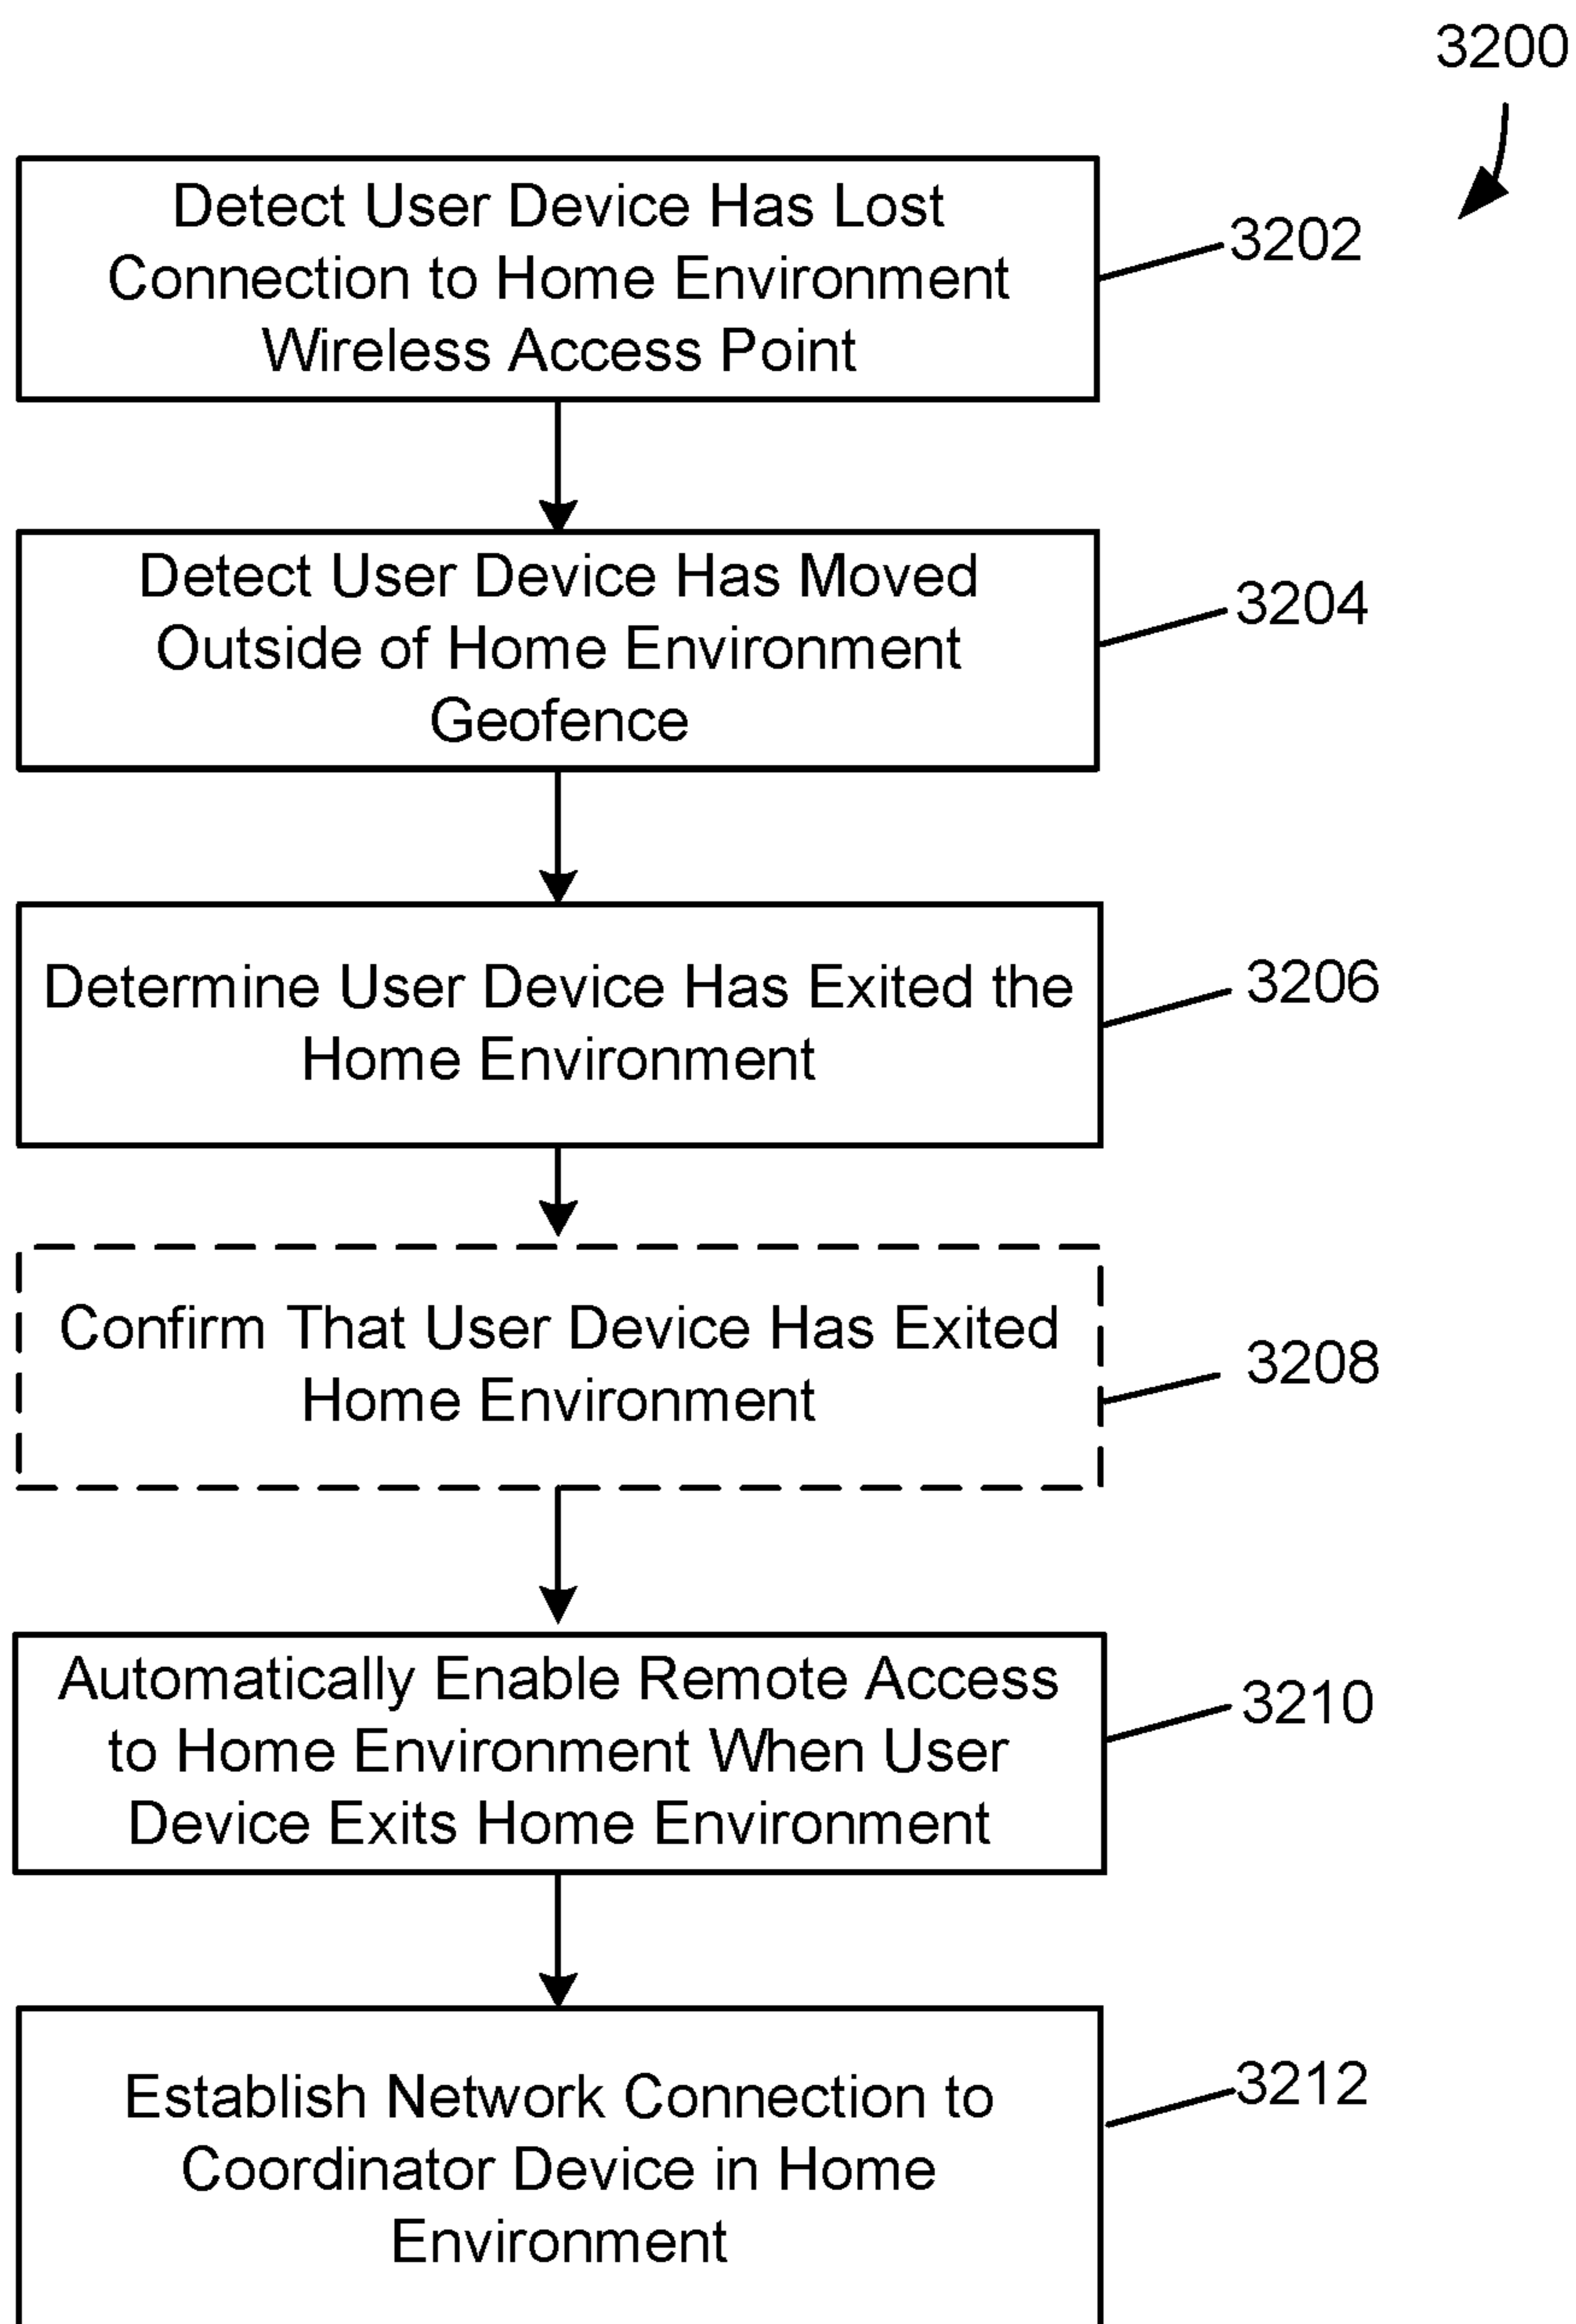 3200
Detect User Device Has Lost
Connection to Home Environment
Wireless Access Point
3202
Detect User Device Has Moved
Outside of Home Environment
Geofence
3204
Determine User Device Has Exited the
Home Environment
3206
Confirm That User Device Has Exited
Home Environment
3208
Automatically Enable Remote Access
to Home Environment When User
Device Exits Home Environment
3210
Establish Network Connection to
Coordinator Device in Home
Environment
3212